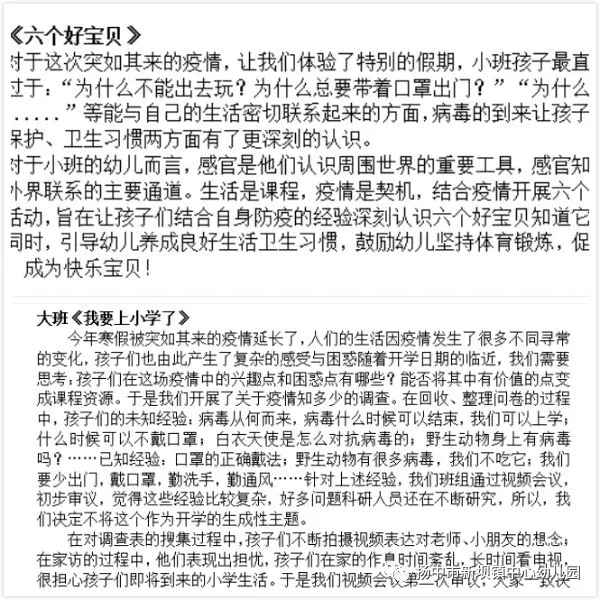 《六个好宝贝》
对于这次突如其来的疫情，让我们体验了特别的假期，小班孩子最直
过于：“为什么不能出去玩？为什么总要带着口罩出门？”“为什么
.....”等能与自己的生活密切联系起来的方面，病毒的到来让孩子
保护、卫生习惯两方面有了更深刻的认识。
对于小班的幼儿而言，感官是他们认识周围世界的重要工具，感官知
外界联系的主要通道。生活是课程，疫情是契机，结合疫情开展六个
活动，旨在让孩子们结合自身防疫的经验深刻认识六个好宝贝知道它
同时，引导幼儿养成良好生活卫生习惯，鼓励幼儿坚持体育锻炼，促
成为快乐宝贝！
大班《我要上小学了》
今年寒假被突如其来的疫情延长了，人们的生活因疫情发生了很多不同寻常
的变化，孩子们也由此产生了复杂的感受与困惑随着开学日期的临近，我们需要
思考：孩子们在这场疫情中的兴趣点和困惑点有哪些？能否将其中有价值的点变
成课程资源。于是我们开展了关于疫情知多少的调查。在回收、整理问卷的过程
中，孩子们的未知经验：病毒从何而来，病毒什么时候可以结束，我们可以上学；
什么时候可以不戴口罩；白衣天使是怎么对抗病毒的；野生动物身上有病毒
吗？……已知经验：口罩的正确戴法；野生动物有很多病毒，我们不吃它；我们
要少出门，戴口罩，勤洗手，勤通风……针对上述经验，我们班组通过视频会议，
初步审议，觉得这些经验比较复杂，好多问题科研人员还在不断研究，所以，我
们决定不将这个作为开学的生成性主题。
在对调查表的搜集过程中，孩子们不断拍摄视频表达对老师、小朋友的想念；
在家访的过程中，他们表现出担忧，孩子们在家的作息时间紊乱，长时间看电视，
很担心孩子们即将到来的小学生活。于是我们视频会议第二次审议，大家一致决
扬中市新坝镇中心幼儿园